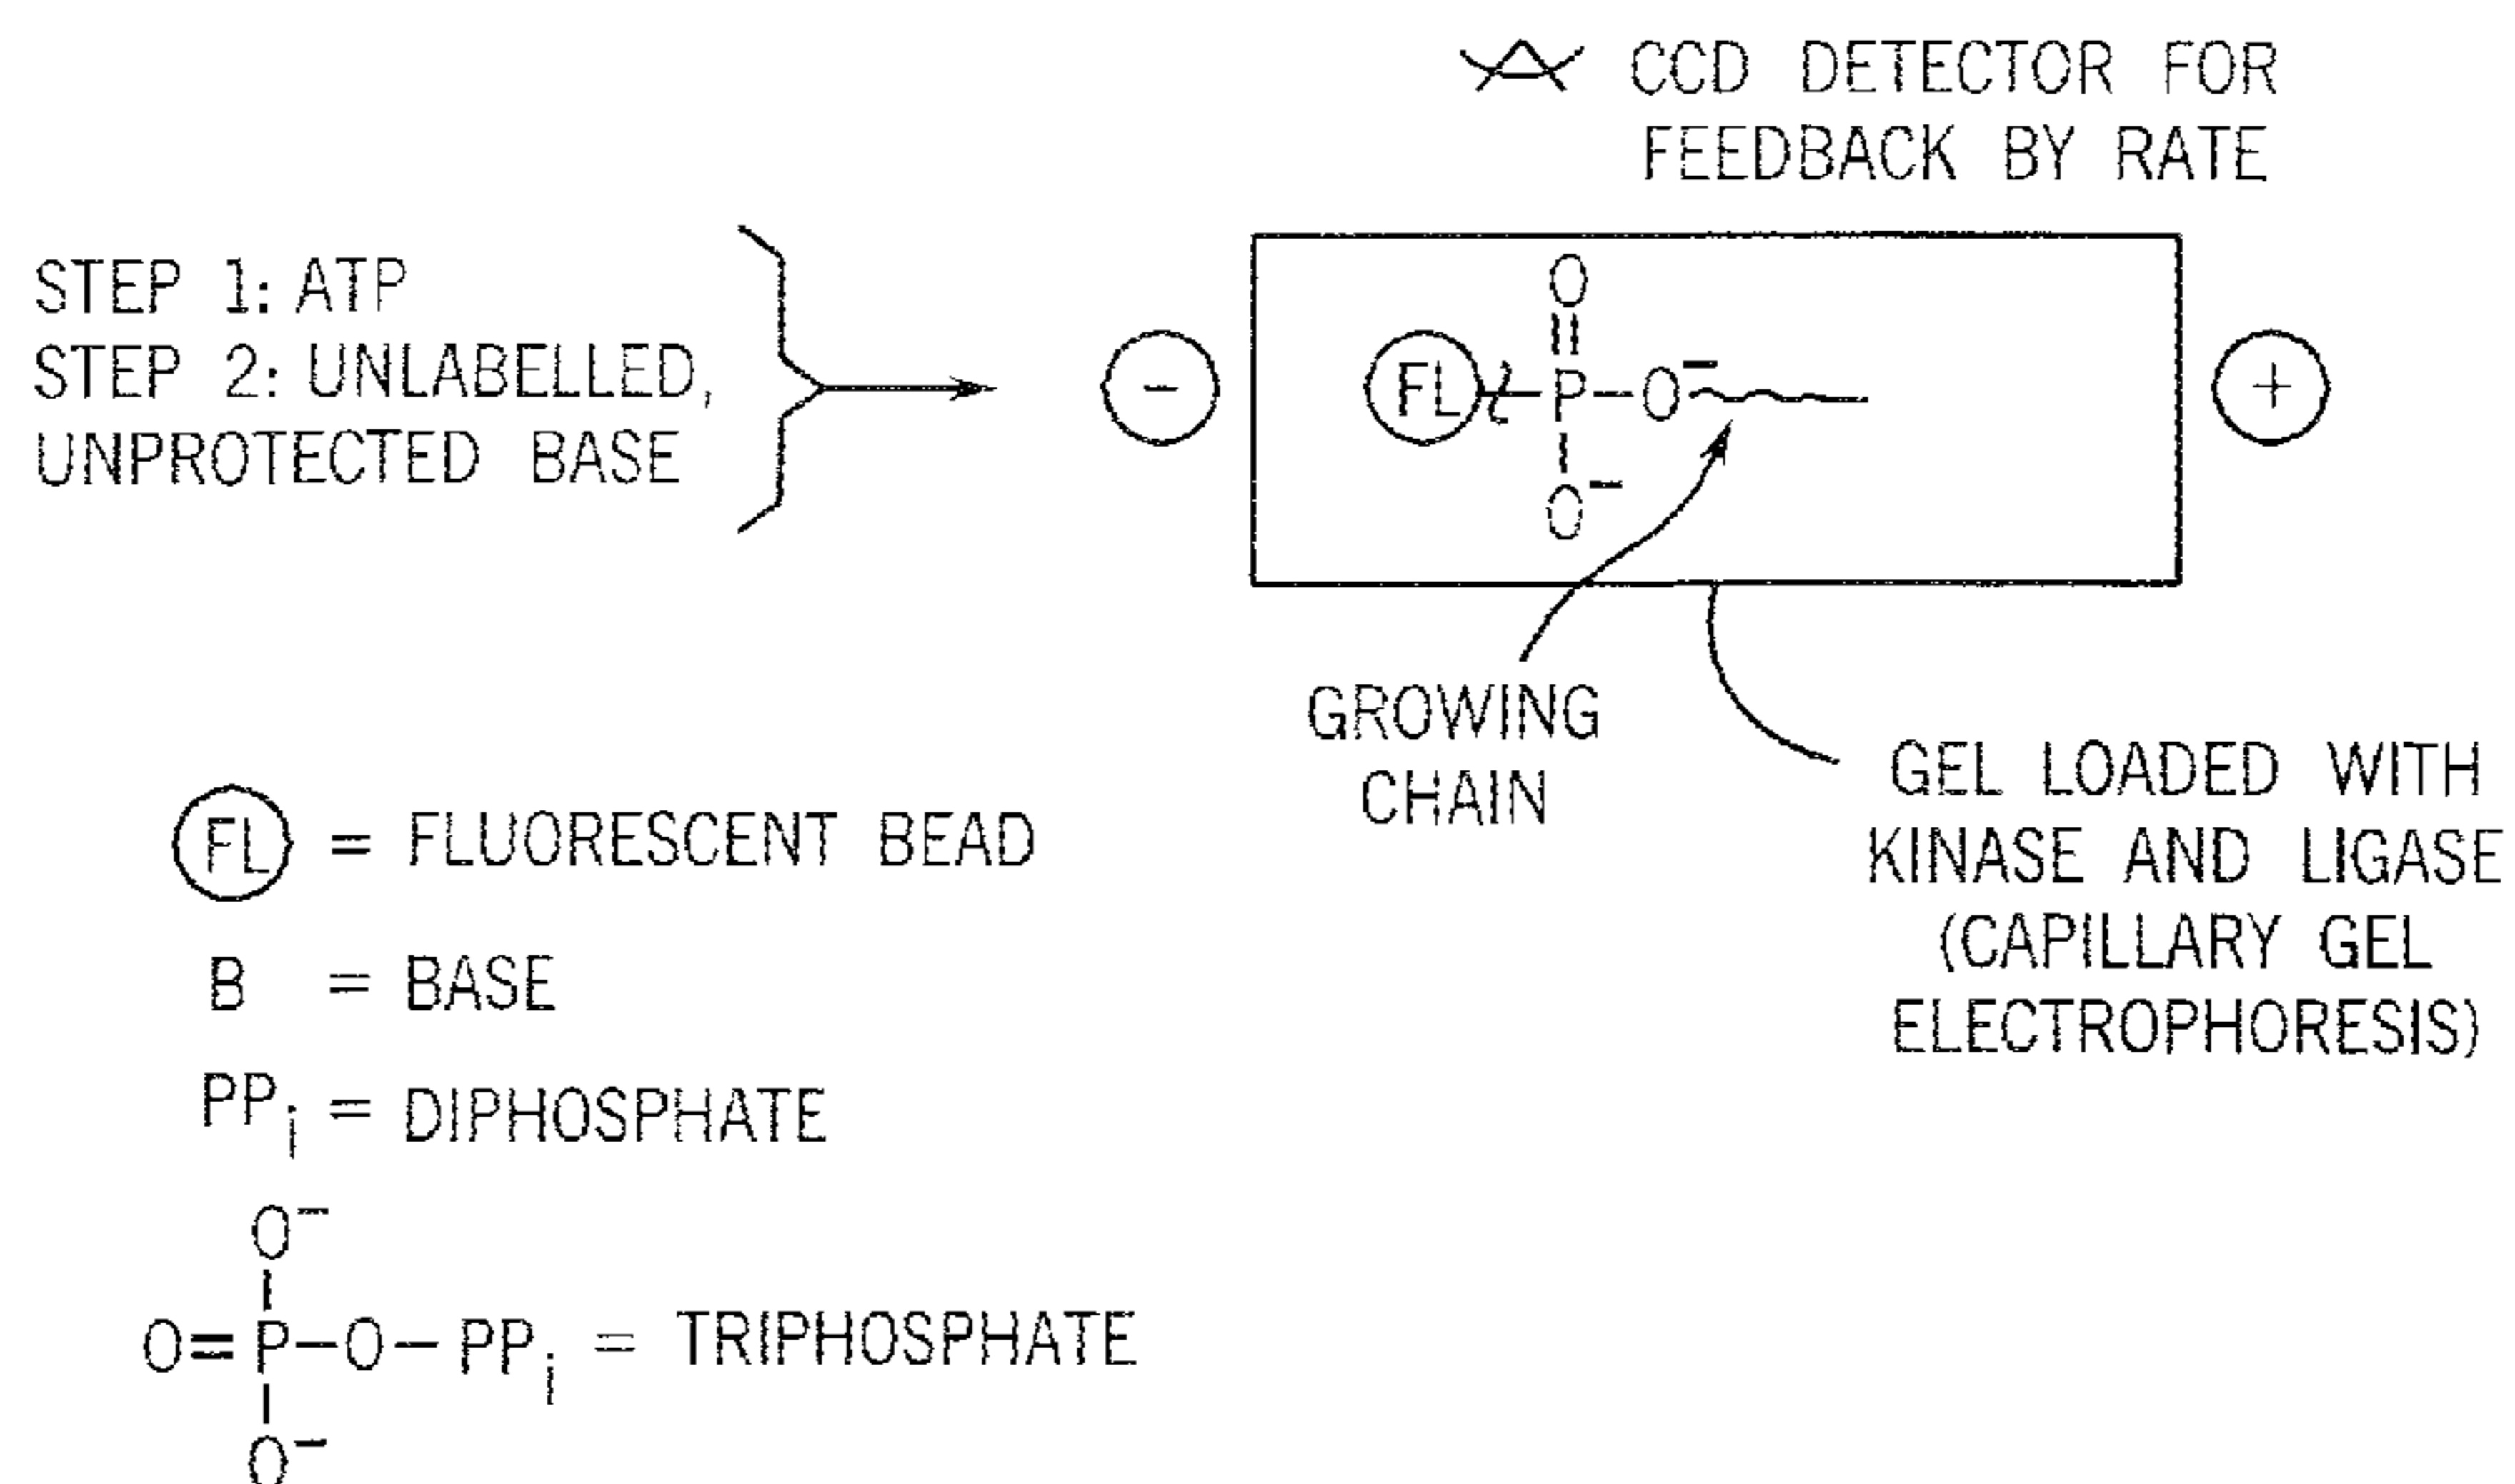 CCD DETECTOR FOR
FEEDBACK BY RATE
STEP 1: ATP
STEP 2: UNLABELLED,
UNPROTECTED BASE
-
O
FL P-O-
O-
+
GROWING
CHAIN
GEL LOADED WITH
KINASE AND LIGASE
(CAPILLARY GEL
ELECTROPHORESIS)
FL = FLUORESCENT BEAD
B = BASE
PPi = DIPHOSPHATE
O-
O=P-O-PPi = TRIPHOSPHATE
O-